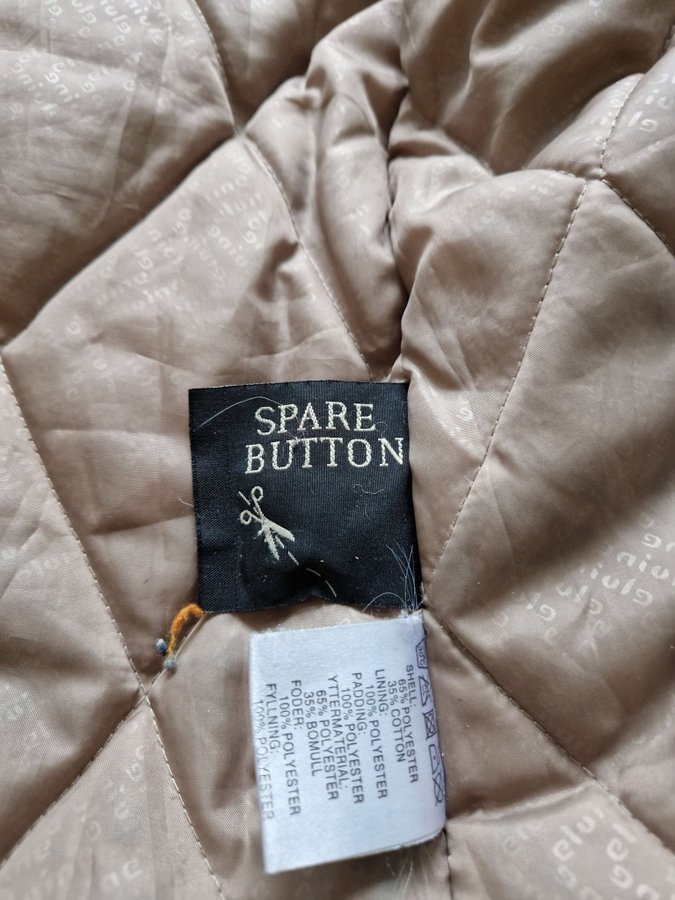 SPARE
BUTTON
SHELL:
65% POLYESTER
35% COTTON
LINING:
100% POLYESTER
PADDING:
100% POLYESTER
YTTERMATERIAL:
65% POLYESTER
35% BOMULL
FODER:
100% POLYESTER
FYLLNING:
100% POLYESTER